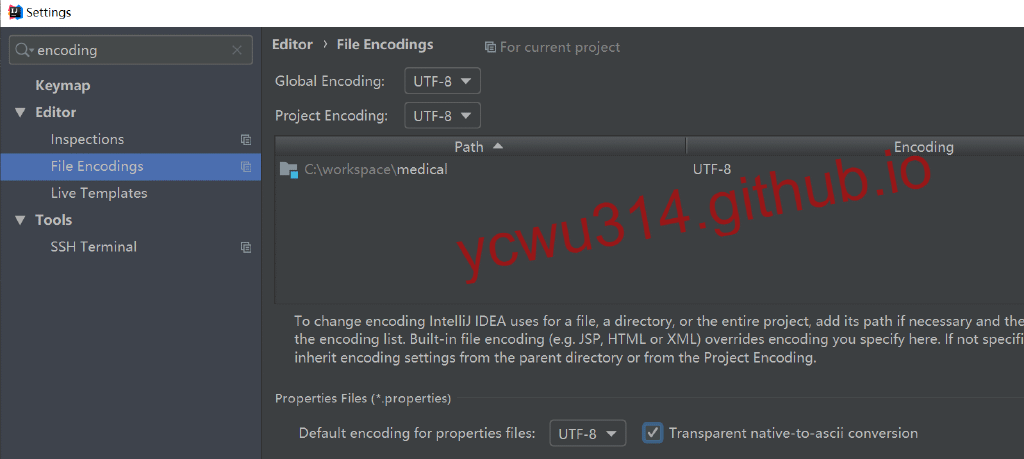 Settings
encoding
Keymap
Editor
Inspections
File Encodings
Live Templates
Tools
SSH Terminal
Editor › File Encodings For current project
Global Encoding: UTF-8
Project Encoding: UTF-8
Path Encoding
C:\workspace\medical UTF-8
ycwu314.github.io
To change encoding IntelliJ IDEA uses for a file, a directory, or the entire project, add its path if necessary and the
the encoding list. Built-in file encoding (e.g. JSP, HTML or XML) overrides encoding you specify here. If not specifi
inherit encoding settings from the parent directory or from the Project Encoding.
Properties Files (*.properties)
Default encoding for properties files: UTF-8 Transparent native-to-ascii conversion